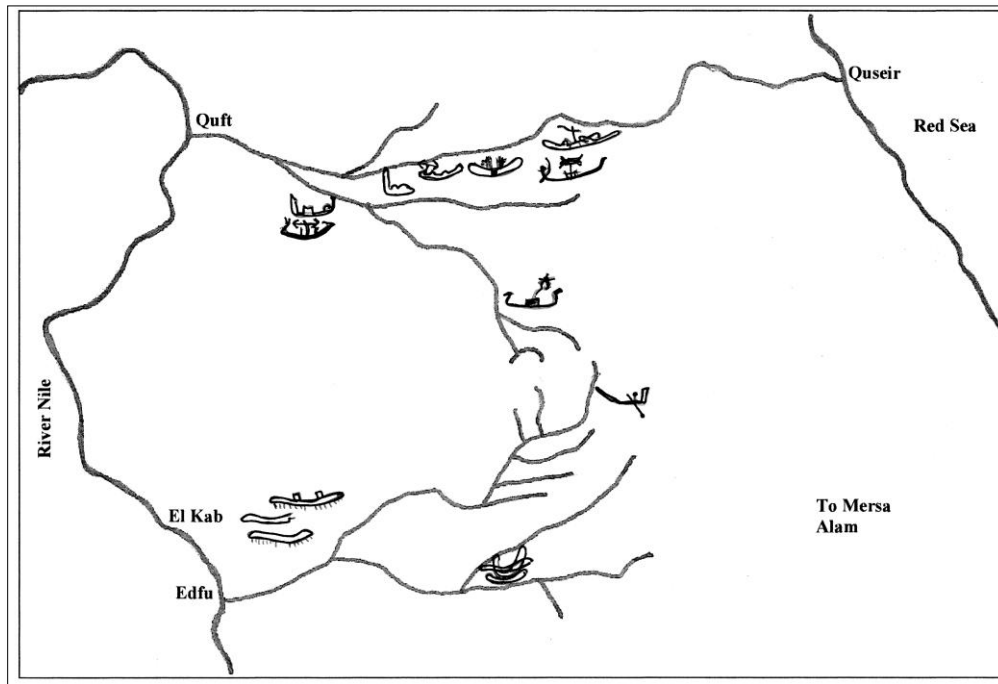 Quseir
Quft
Red Sea
River Nile
El Kab
To Mersa
Alam
Edfu